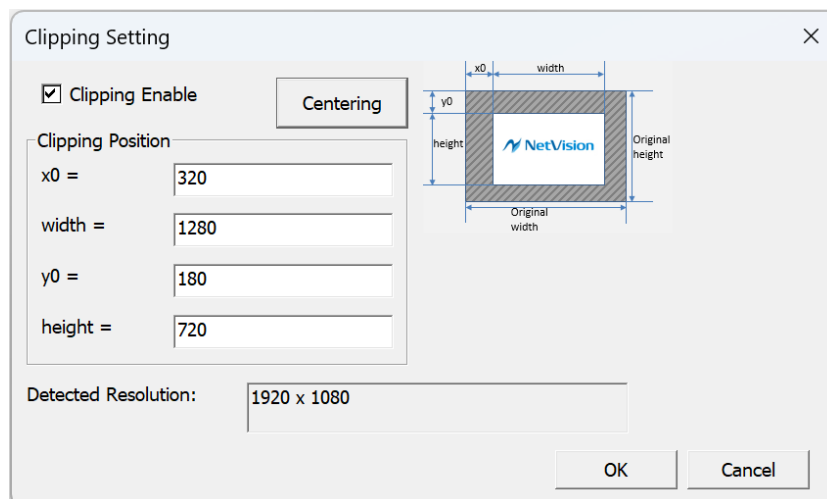 Clipping Setting
Clipping Enable
Centering
Clipping Position
x0 =
320
width =
1280
y0 =
180
height =
720
Detected Resolution:
1920 x 1080
OK
Cancel
x0
width
y0
height
NetVision
Original
height
Original
width